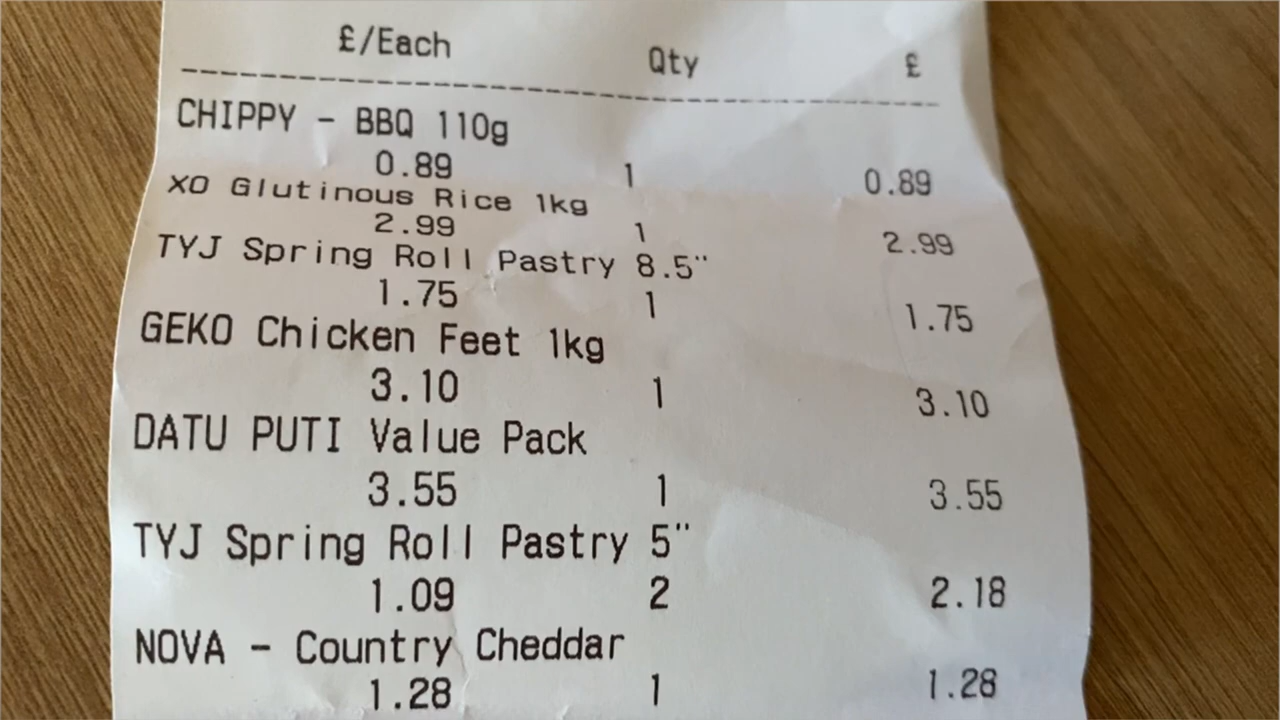 £/Each Qty £
CHIPPY - BBQ 110g
0.89 1 0.89
XO Glutinous Rice 1kg
2.99 1 2.99
TYJ Spring Roll Pastry 8.5"
1.75 1 1.75
GEKO Chicken Feet 1kg
3.10 1 3.10
DATU PUTI Value Pack
3.55 1 3.55
TYJ Spring Roll Pastry 5"
1.09 2 2.18
NOVA - Country Cheddar
1.28 1 1.28